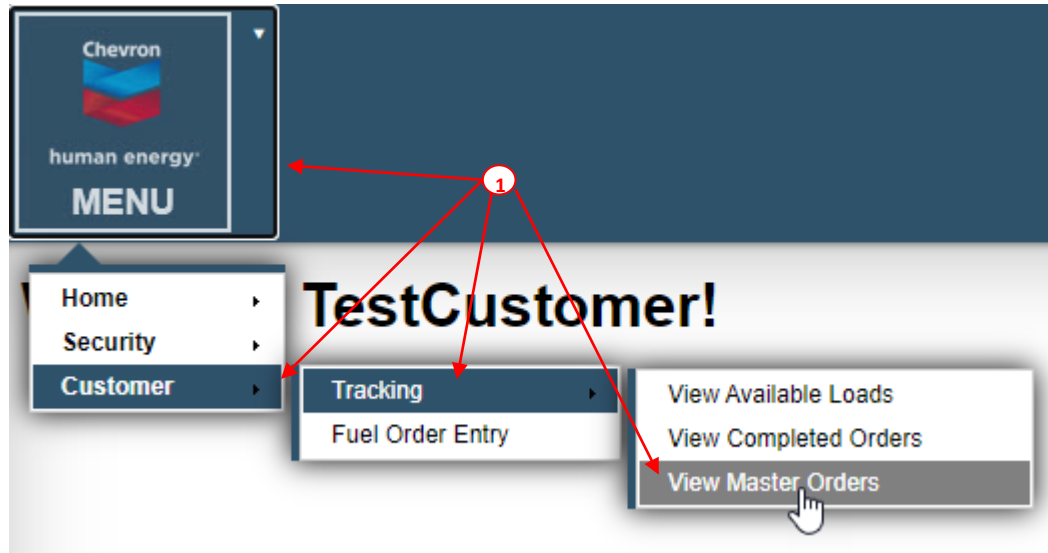 Chevron
human energy·
MENU
1
Home
TestCustomer!
Security
Customer
Tracking
Fuel Order Entry
View Available Loads
View Completed Orders
View Master Orders